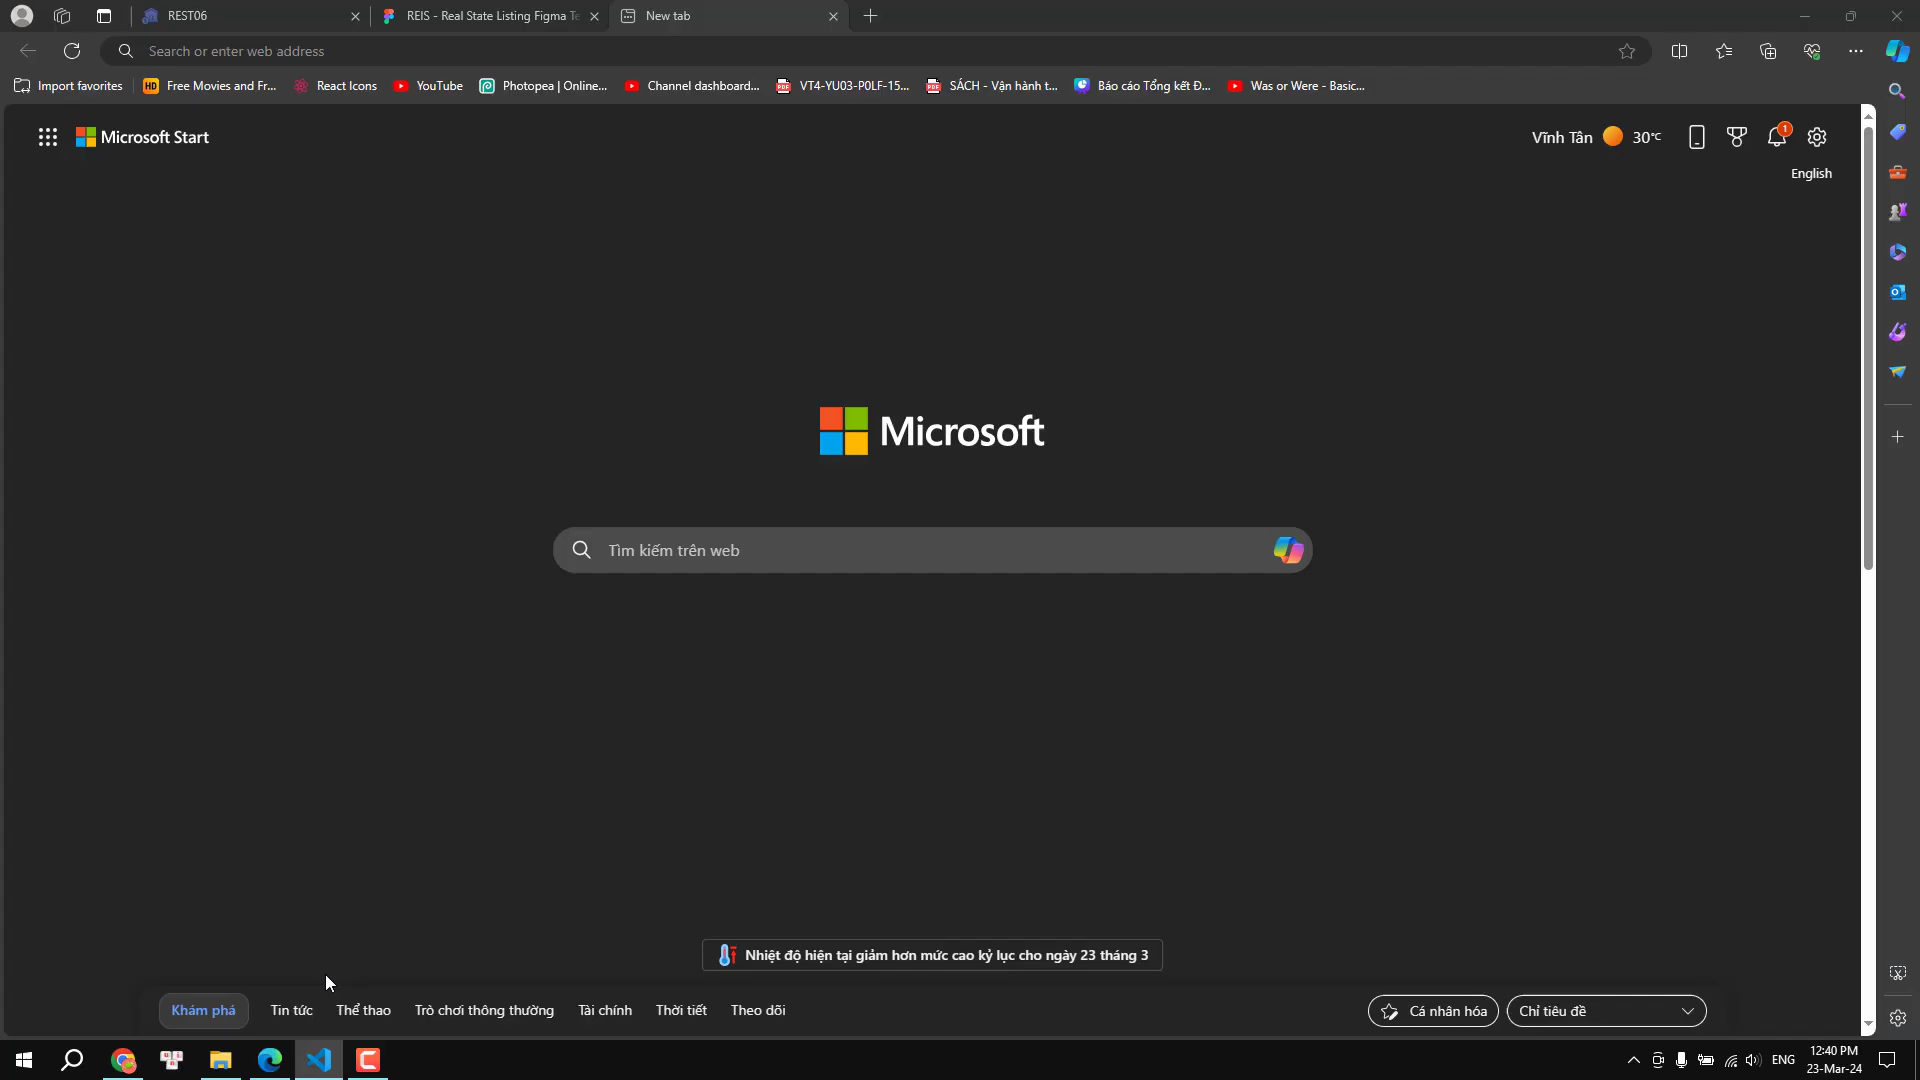 REST06
REIS - Real State Listing Figma Te
New tab
Search or enter web address
Import favorites
Free Movies and Fr...
React Icons
YouTube
Photopea | Online...
Channel dashboard...
VT4-YU03-P0LF-15...
SÁCH - Vận hành t...
Báo cáo Tổng kết Đ...
Was or Were - Basic...
Microsoft Start
Vĩnh Tân
30°C
1
English
Microsoft
Tìm kiếm trên web
Nhiệt độ hiện tại giảm hơn mức cao kỷ lục cho ngày 23 tháng 3
Khám phá
Tin tức
Thể thao
Trò chơi thông thường
Tài chính
Thời tiết
Theo dõi
Cá nhân hóa
Chỉ tiêu đề
ENG
12:40 PM
23-Mar-24